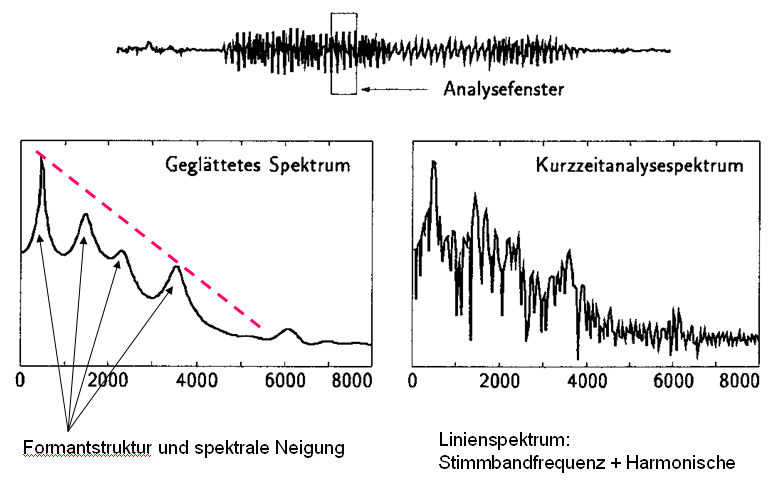 Analysefenster
Geglättetes Spektrum
Kurzzeitanalysespektrum
0 2000 4000 6000 8000
0 2000 4000 6000 8000
Formantstruktur und spektrale Neigung
Linienspektrum:
Stimmbandfrequenz + Harmonische